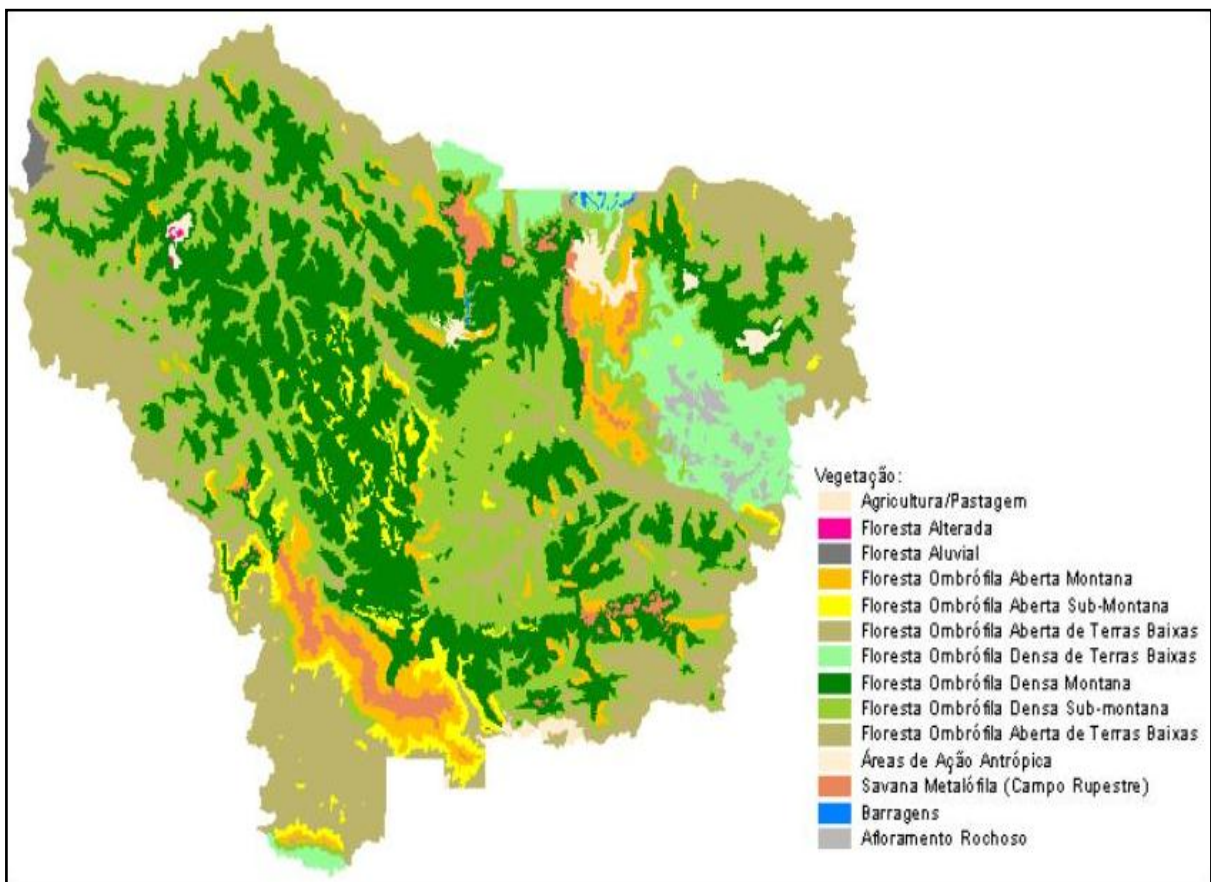 Vegetação:
Agricultura/Pastagem
Floresta Alterada
Floresta Aluvial
Floresta Ombrófila Aberta Montana
Floresta Ombrófila Aberta Sub-Montana
Floresta Ombrófila Aberta de Terras Baixas
Floresta Ombrófila Densa de Terras Baixas
Floresta Ombrófila Densa Montana
Floresta Ombrófila Densa Sub-montana
Floresta Ombrófila Aberta de Terras Baixas
Áreas de Ação Antrópica
Savana Metalófila (Campo Rupestre)
Barragens
Afloramento Rochoso